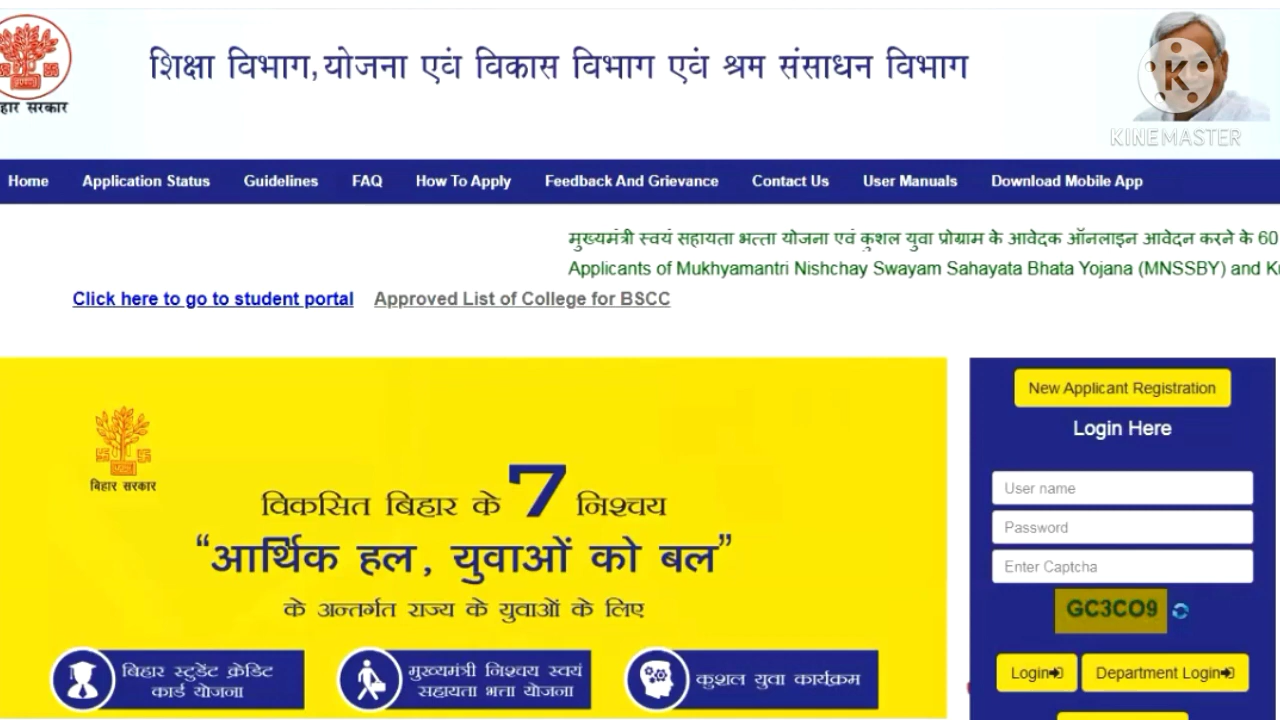 शिक्षा विभाग, योजना एवं विकास विभाग एवं श्रम संसाधन विभाग
हार सरकार
K
KINEMASTER
Home Application Status Guidelines FAQ How To Apply Feedback And Grievance Contact Us User Manuals Download Mobile App
मुख्यमंत्री स्वयं सहायता भत्ता योजना एवं कुशल युवा प्रोग्राम के आवेदक ऑनलाइन आवेदन करने के 60
Applicants of Mukhyamantri Nishchay Swayam Sahayata Bhata Yojana (MNSSBY) and
Click here to go to student portal Approved List of College for BSCC
New Applicant Registration
Login Here
User name
Password
Enter Captcha
GC3CO9
Login Department Login
बिहार सरकार
विकसित बिहार के 7 निश्चय
“आर्थिक हल, युवाओं को बल”
के अन्तर्गत राज्य के युवाओं के लिए
बिहार स्टुडेंट क्रेडिट
कार्ड योजना
मुख्यमंत्री निश्चय स्वयं
सहायता भत्ता योजना
कुशल युवा कार्यक्रम